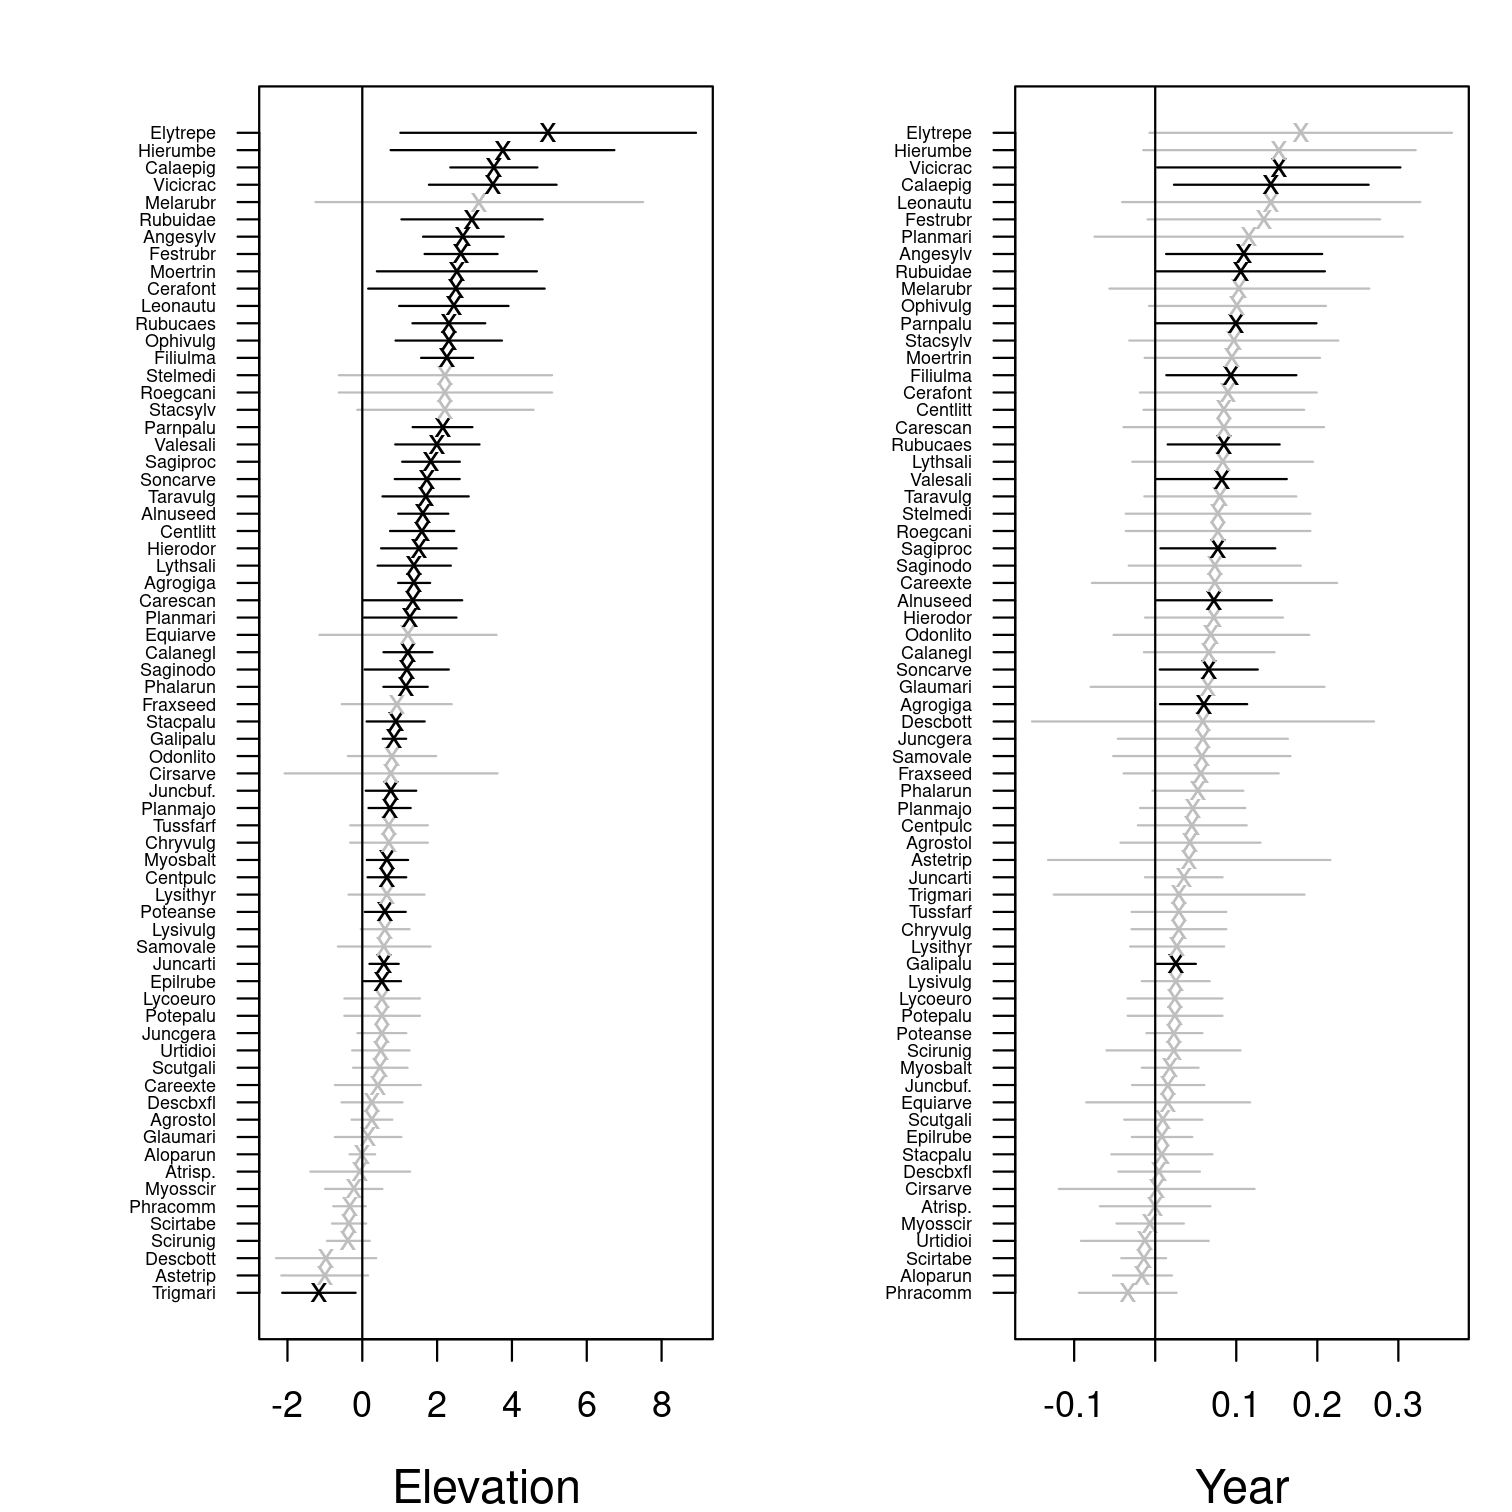 Elytrepe
Hierumbe
Calaepig
Vicicrac
Melarubr
Rubuidae
Angesylv
Festrubr
Moertrin
Cerafont
Leonautu
Rubucaes
Ophivulg
Filiulma
Stelmedi
Roegcani
Stacsylv
Parnpalu
Valesali
Sagiproc
Soncarve
Taravulg
Alnuseed
Centlitt
Hierodor
Lythsali
Agrogiga
Carescan
Planmari
Equiarve
Calanegl
Saginodo
Phalarun
Fraxseed
Stacpalu
Galipalu
Odonlito
Cirsarve
Juncbuf.
Planmajo
Tussfarf
Chryvulg
Myosbalt
Centpulc
Lysithyr
Poteanse
Lysivulg
Samovale
Juncarti
Epilrube
Lycoeuro
Potepalu
Juncgera
Urtidioi
Scutgali
Careexte
Descbxfl
Agrostol
Glaumari
Aloparun
Atrisp.
Myosscir
Phracomm
Scirtabe
Scirunig
Descbott
Astetrip
Trigmari
-2 0 2 4 6 8
Elevation
Elytrepe
Hierumbe
Vicicrac
Calaepig
Leonautu
Festrubr
Planmari
Angesylv
Rubuidae
Melarubr
Ophivulg
Parnpalu
Stacsylv
Moertrin
Filiulma
Cerafont
Centlitt
Carescan
Rubucaes
Lythsali
Valesali
Taravulg
Stelmedi
Roegcani
Sagiproc
Saginodo
Careexte
Alnuseed
Hierodor
Odonlito
Calanegl
Soncarve
Glaumari
Agrogiga
Descbott
Juncgera
Samovale
Fraxseed
Phalarun
Planmajo
Centpulc
Agrostol
Astetrip
Juncarti
Trigmari
Tussfarf
Chryvulg
Lysithyr
Galipalu
Lysivulg
Lycoeuro
Potepalu
Poteanse
Scirunig
Myosbalt
Juncbuf.
Equiarve
Scutgali
Epilrube
Stacpalu
Descbxfl
Cirsarve
Atrisp.
Myosscir
Urtidioi
Scirtabe
Aloparun
Phracomm
-0.1 0.1 0.2 0.3
Year